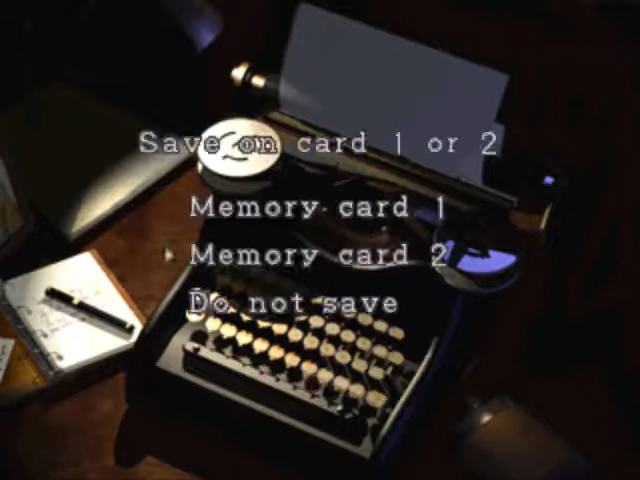 Save on card 1 or 2
Memory card 1
Memory card 2
Do not save